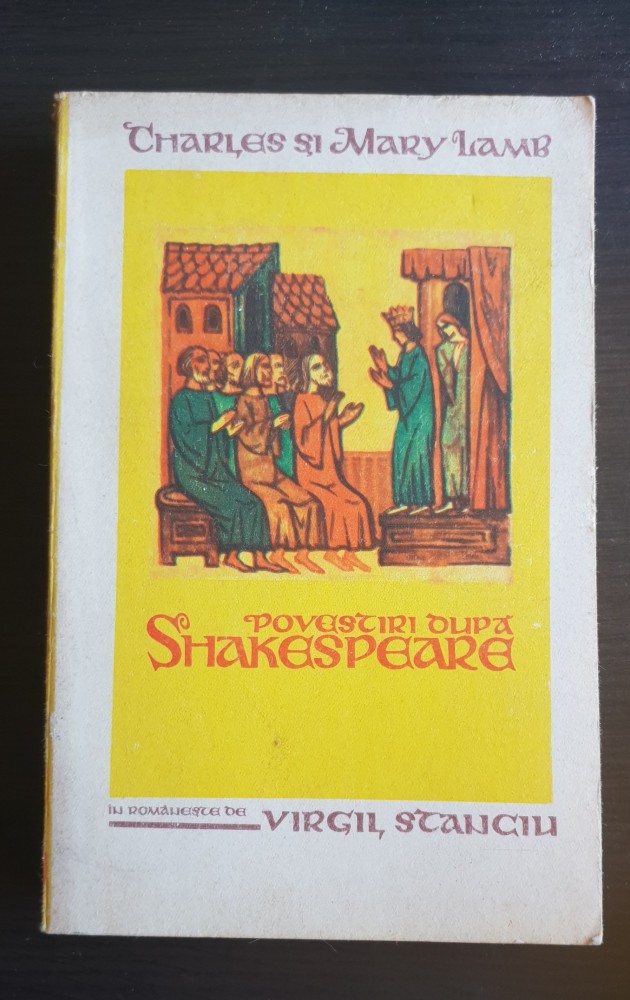 Charles și Mary Lamb
povestiri după
Shakespeare
în românește de
Virgil Stanciu